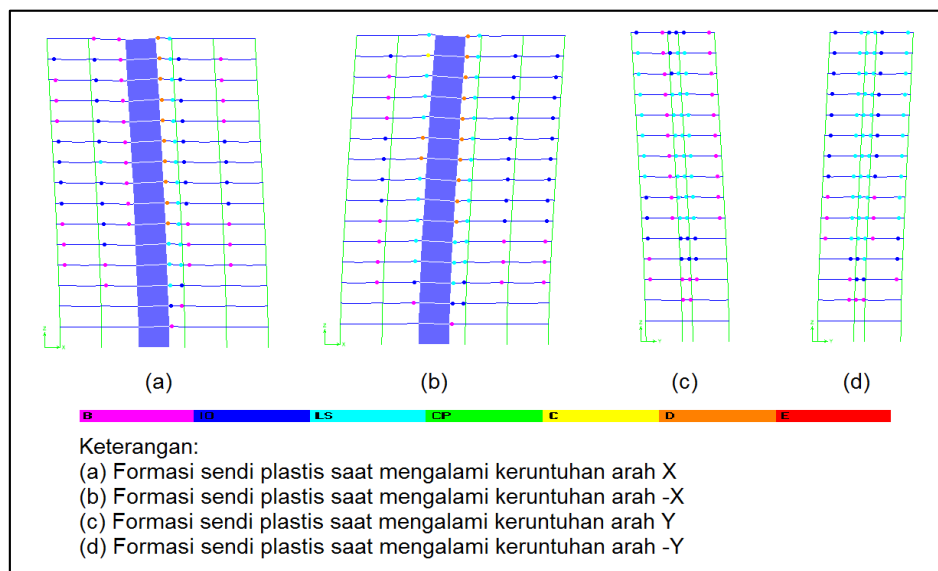 Z
X
Z
X
Z
Y
Z
Y
(a)
(b)
(c)
(d)
B IO LS CP C D E
Keterangan:
(a) Formasi sendi plastis saat mengalami keruntuhan arah X
(b) Formasi sendi plastis saat mengalami keruntuhan arah -X
(c) Formasi sendi plastis saat mengalami keruntuhan arah Y
(d) Formasi sendi plastis saat mengalami keruntuhan arah -Y